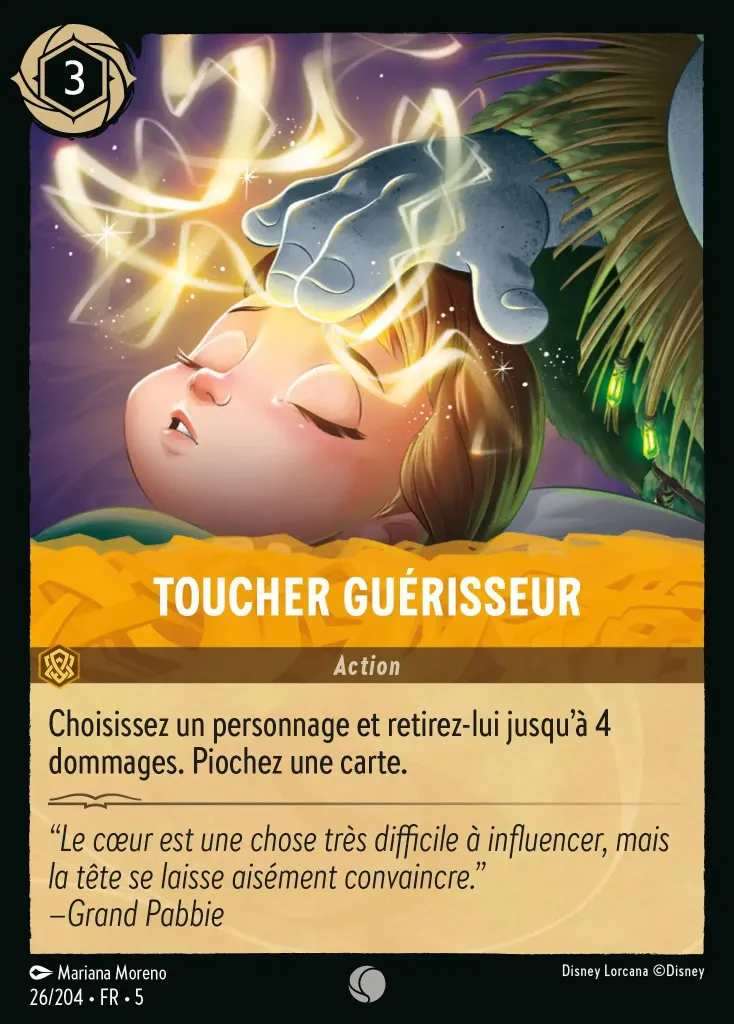 3
TOUCHER GUÉRISSEUR
Action
Choisissez un personnage et retirez-lui jusqu’à 4
dommages. Piochez une carte.
“Le cœur est une chose très difficile à influencer, mais
la tête se laisse aisément convaincre.”
–Grand Pabbie
Mariana Moreno
Disney Lorcana ©Disney
26/204 • FR • 5